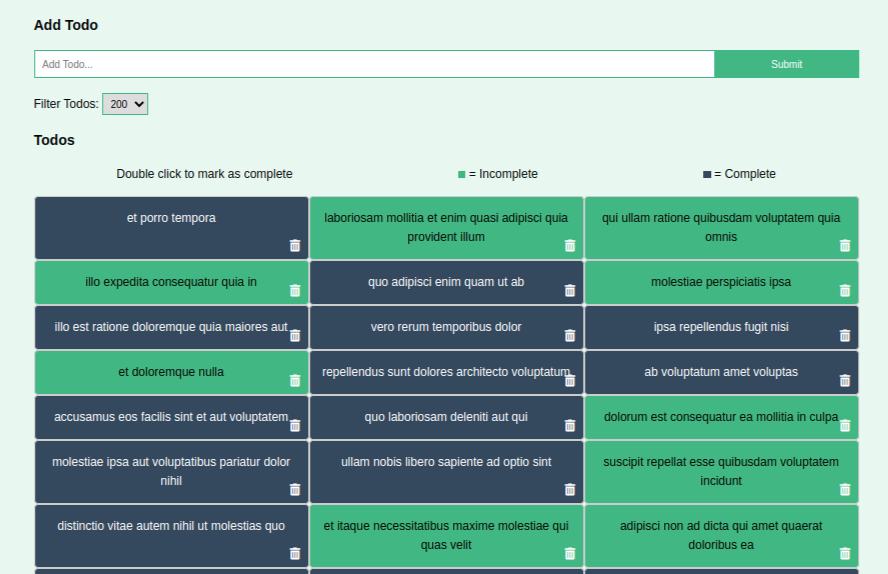 Add Todo
Add Todo...
Submit
Filter Todos: 200
Todos
Double click to mark as complete
= Incomplete
= Complete
et porro tempora
laboriosam mollitia et enim quasi adipisci quia
provident illum
qui ullam ratione quibusdam voluptatem quia
omnis
illo expedita consequatur quia in
quo adipisci enim quam ut ab
molestiae perspiciatis ipsa
illo est ratione doloremque quia maiores aut
vero rerum temporibus dolor
ipsa repellendus fugit nisi
et doloremque nulla
repellendus sunt dolores architecto voluptatum
ab voluptatum amet voluptas
accusamus eos facilis sint et aut voluptatem
quo laboriosam deleniti aut qui
dolorum est consequatur ea mollitia in culpa
molestiae ipsa aut voluptatibus pariatur dolor
nihil
ullam nobis libero sapiente ad optio sint
suscipit repellat esse quibusdam voluptatem
incidunt
distinctio vitae autem nihil ut molestias quo
et itaque necessitatibus maxime molestiae qui
quas velit
adipisci non ad dicta qui amet quaerat
doloribus ea